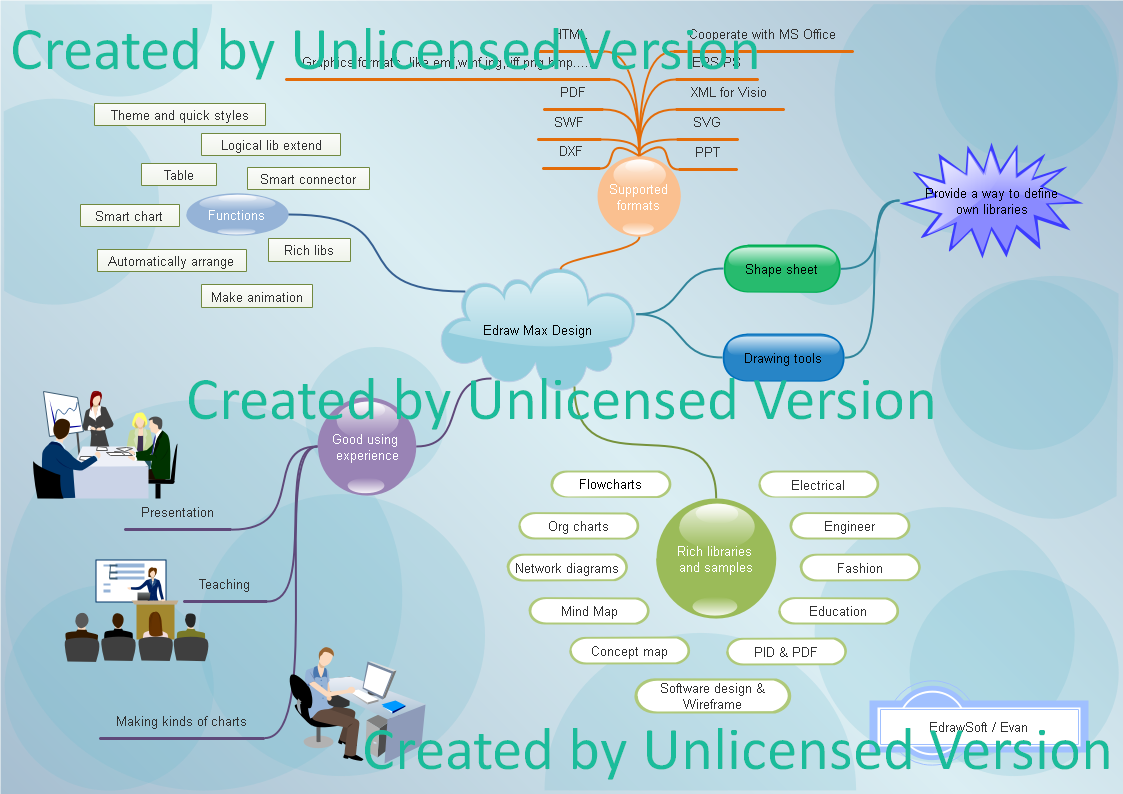 Created by Unlicensed Version
HTML
Cooperate with MS Office
Graphics formats, like emf,wmf,jpg,tiff,png,bmp....
EPS/PS
PDF
XML for Visio
SWF
SVG
DXF
PPT
Supported
formats
Theme and quick styles
Logical lib extend
Table
Smart connector
Smart chart
Functions
Rich libs
Automatically arrange
Make animation
Provide a way to define
own libraries
Shape sheet
Edraw Max Design
Drawing tools
Created by Unlicensed Version
Good using
experience
Presentation
Teaching
Making kinds of charts
Flowcharts
Electrical
Org charts
Engineer
Network diagrams
Rich libraries
and samples
Fashion
Mind Map
Education
Concept map
PID & PDF
Software design &
Wireframe
EdrawSoft / Evan
Created by Unlicensed Version